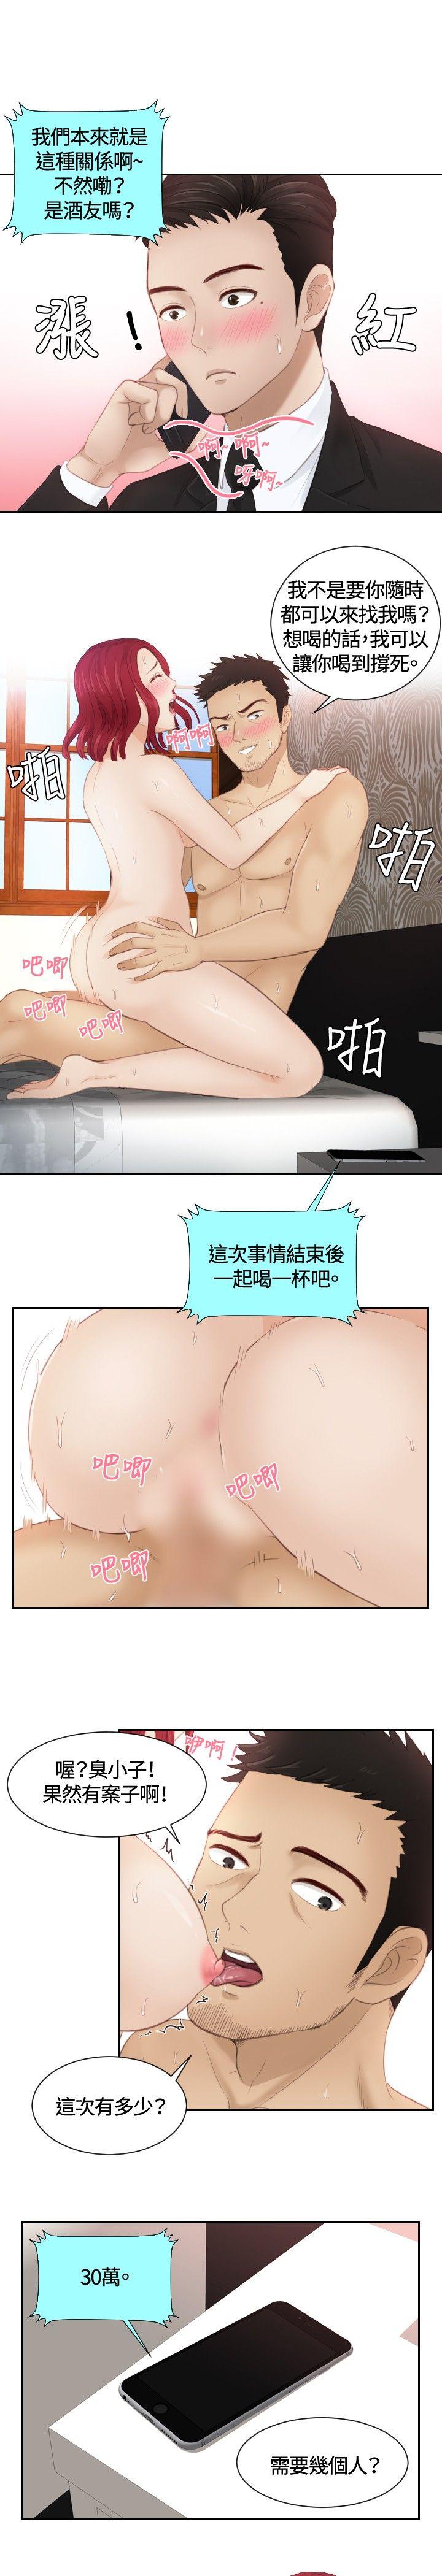 我們本來就是
這種關係啊~
不然嘞?
是酒友嗎?
漲紅!
啊~啊~
呀啊~
我不是要你隨時
都可以來找我嗎?
想喝的話,我可以
讓你喝到撐死。
啊啊
啪
啪
吧唧
吧唧
吧唧
啪
這次事情結束後
一起喝一杯吧。
吧唧
吧唧
吧唧
咿啊!
喔?臭小子!
果然有案子啊!
這次有多少?
30萬。
需要幾個人?